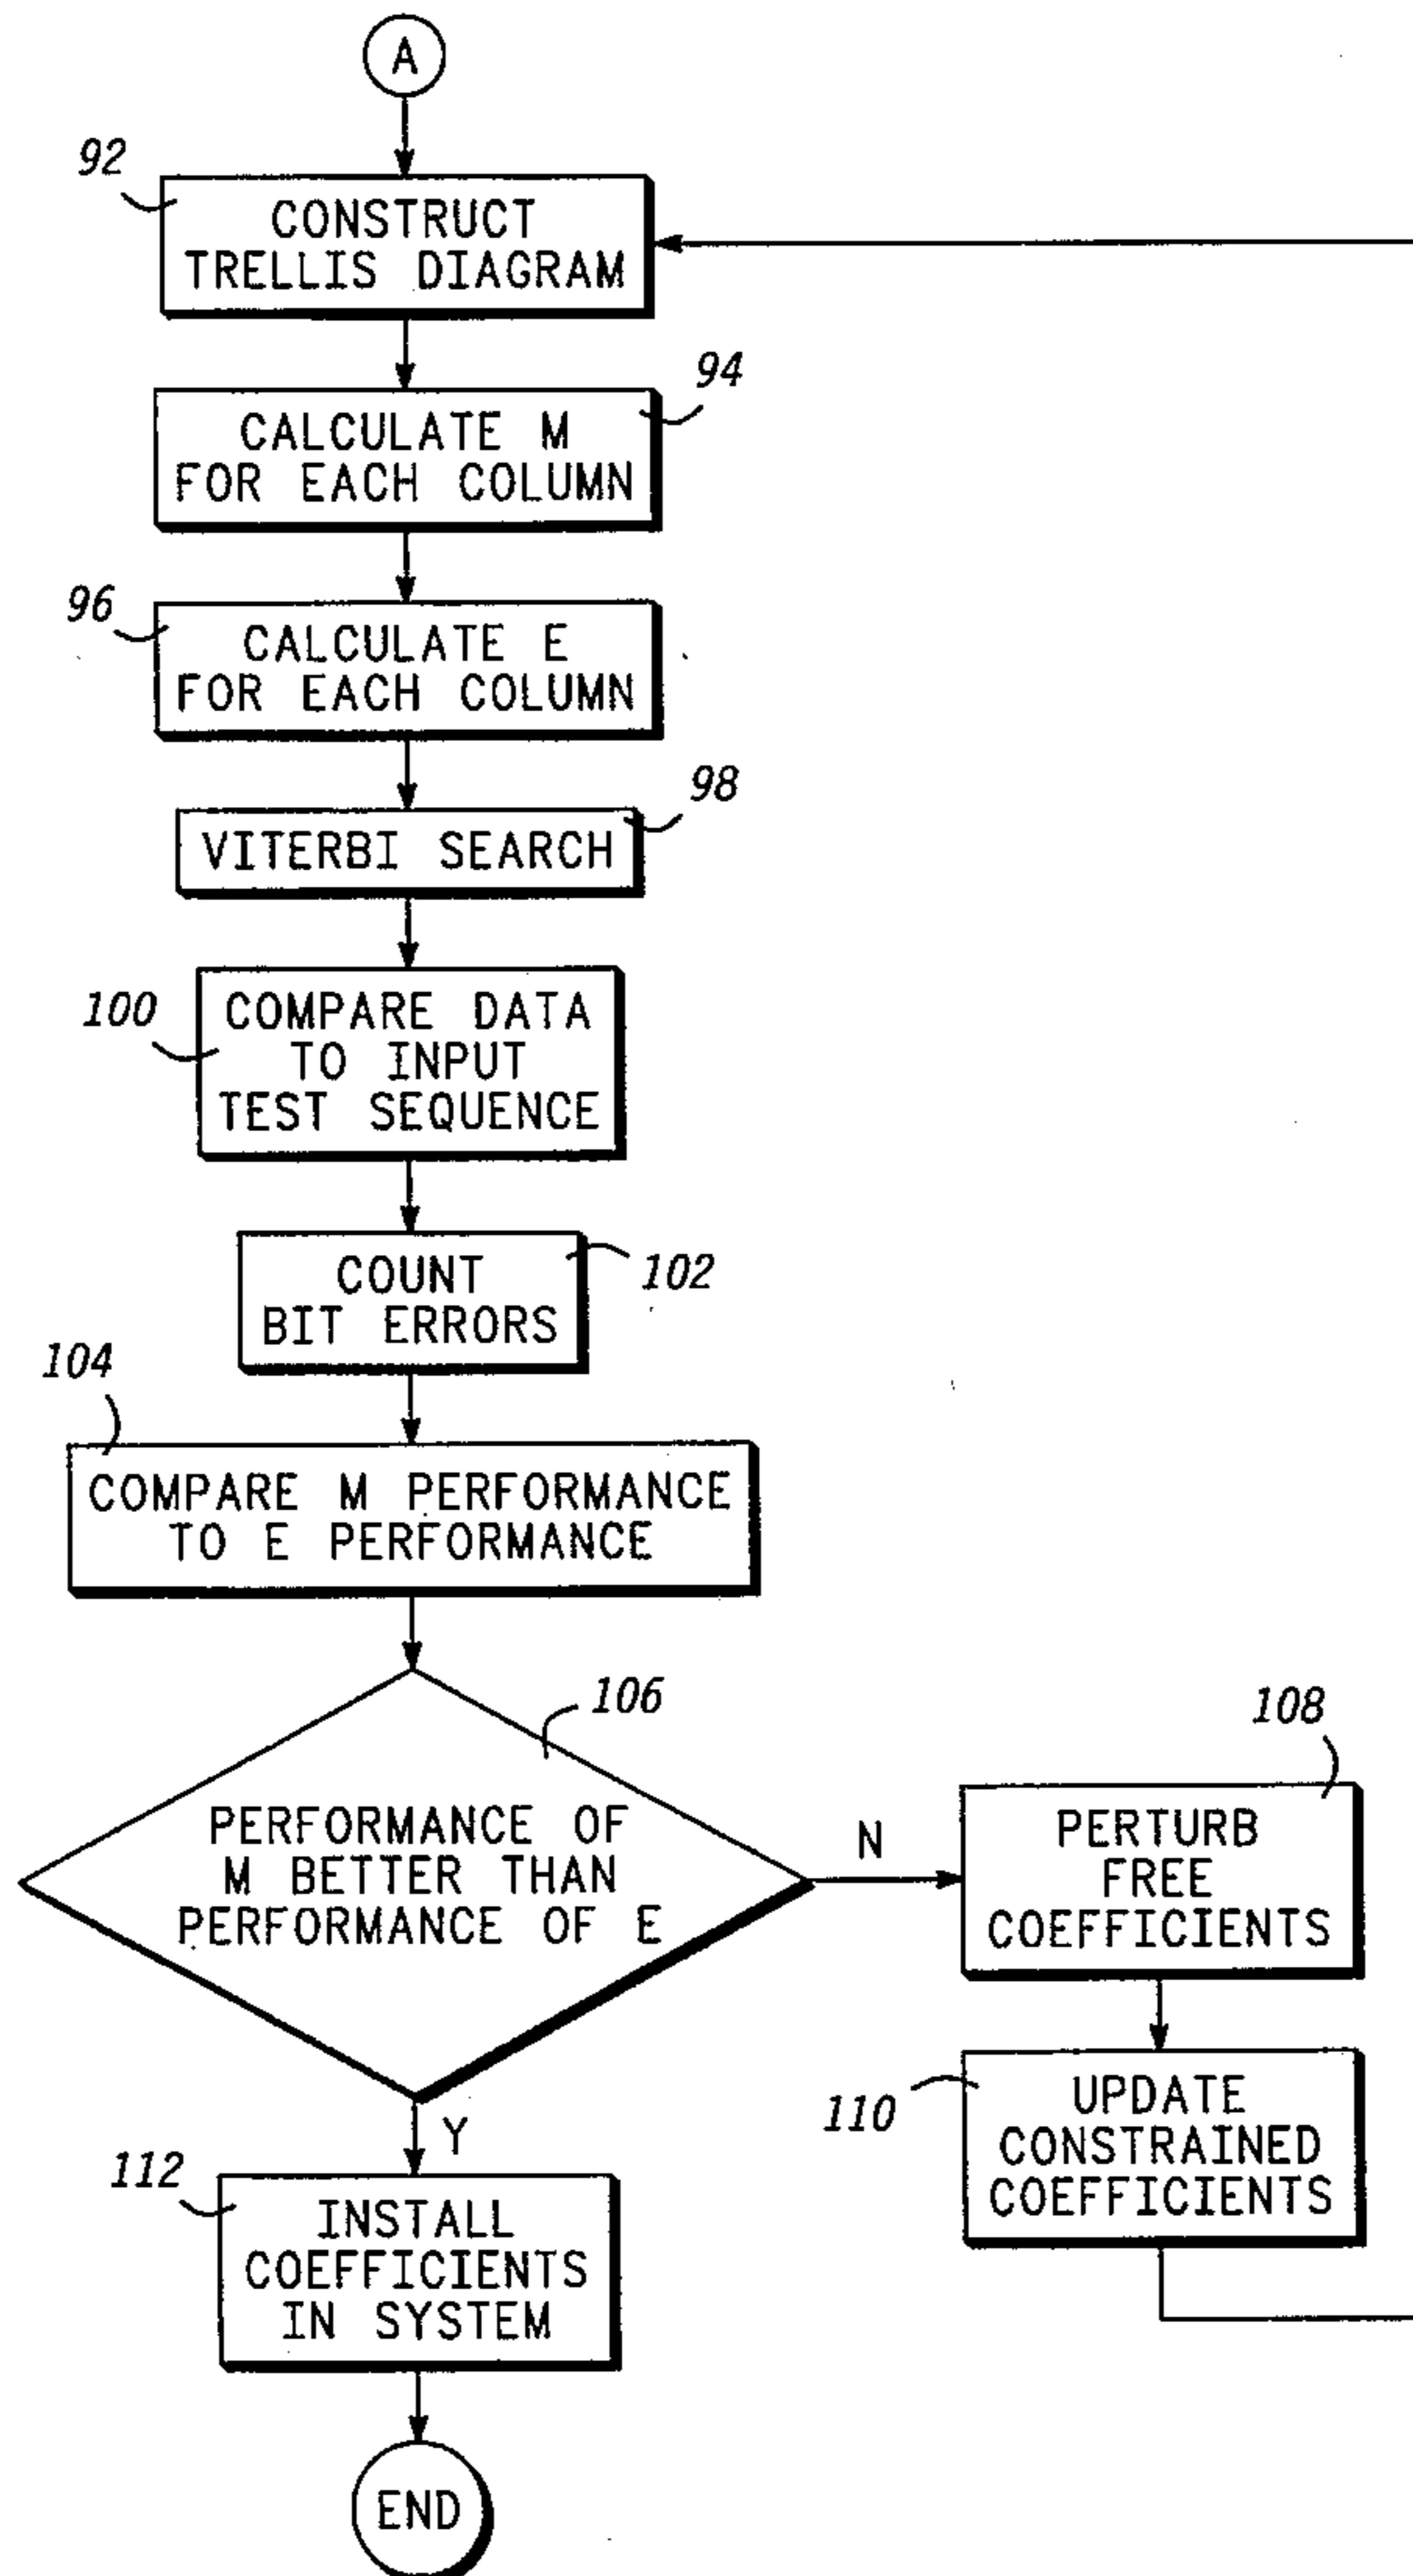 A
92
CONSTRUCT
TRELLIS DIAGRAM
94
CALCULATE M
FOR EACH COLUMN
96
CALCULATE E
FOR EACH COLUMN
98
VITERBI SEARCH
100
COMPARE DATA
TO INPUT
TEST SEQUENCE
102
COUNT
BIT ERRORS
104
COMPARE M PERFORMANCE
TO E PERFORMANCE
106
PERFORMANCE OF
M BETTER THAN
PERFORMANCE OF E
N
108
PERTURB
FREE
COEFFICIENTS
110
UPDATE
CONSTRAINED
COEFFICIENTS
Y
112
INSTALL
COEFFICIENTS
IN SYSTEM
END